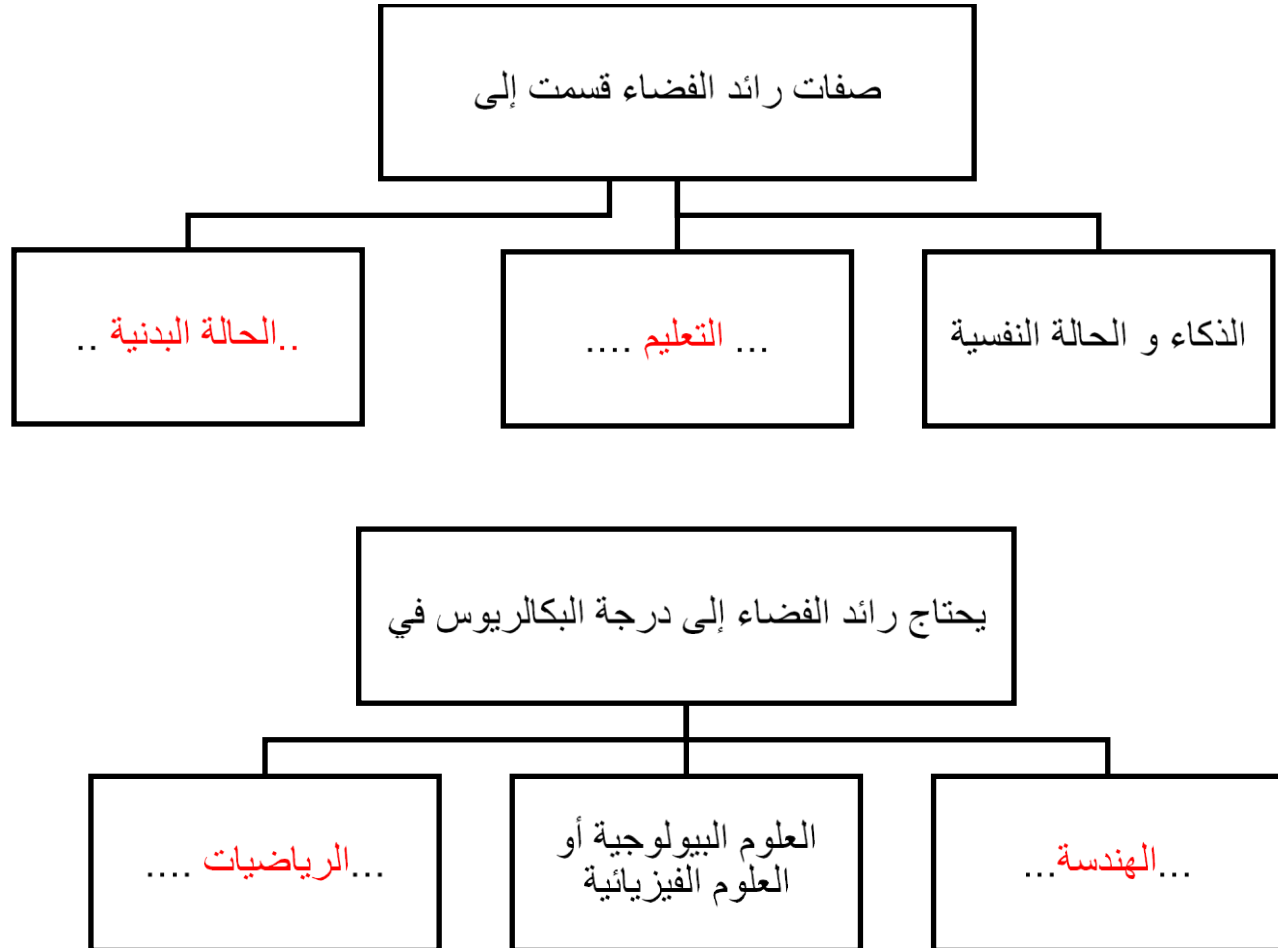 صفات رائد الفضاء قسمت إلى
الذكاء و الحالة النفسية
... التعليم ....
..الحالة البدنية ..
يحتاج رائد الفضاء إلى درجة البكالريوس في
...الهندسة...
العلوم البيولوجية أو
العلوم الفيزيائية
...الرياضيات ....